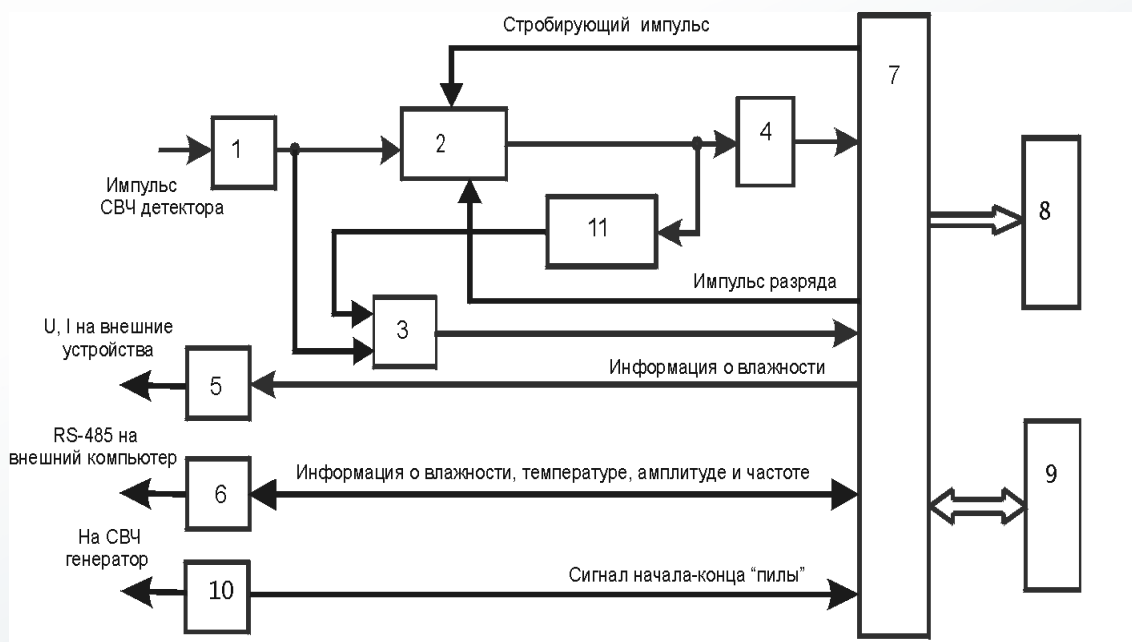 Стробирующий импульс
7
1
2
4
8
Импульс
СВЧ детектора
11
Импульс разряда
3
U, I на внешние
устройства
5
Информация о влажности
RS-485 на
внешний компьютер
6
Информация о влажности, температуре, амплитуде и частоте
9
На СВЧ
генератор
10
Сигнал начала-конца “пилы”